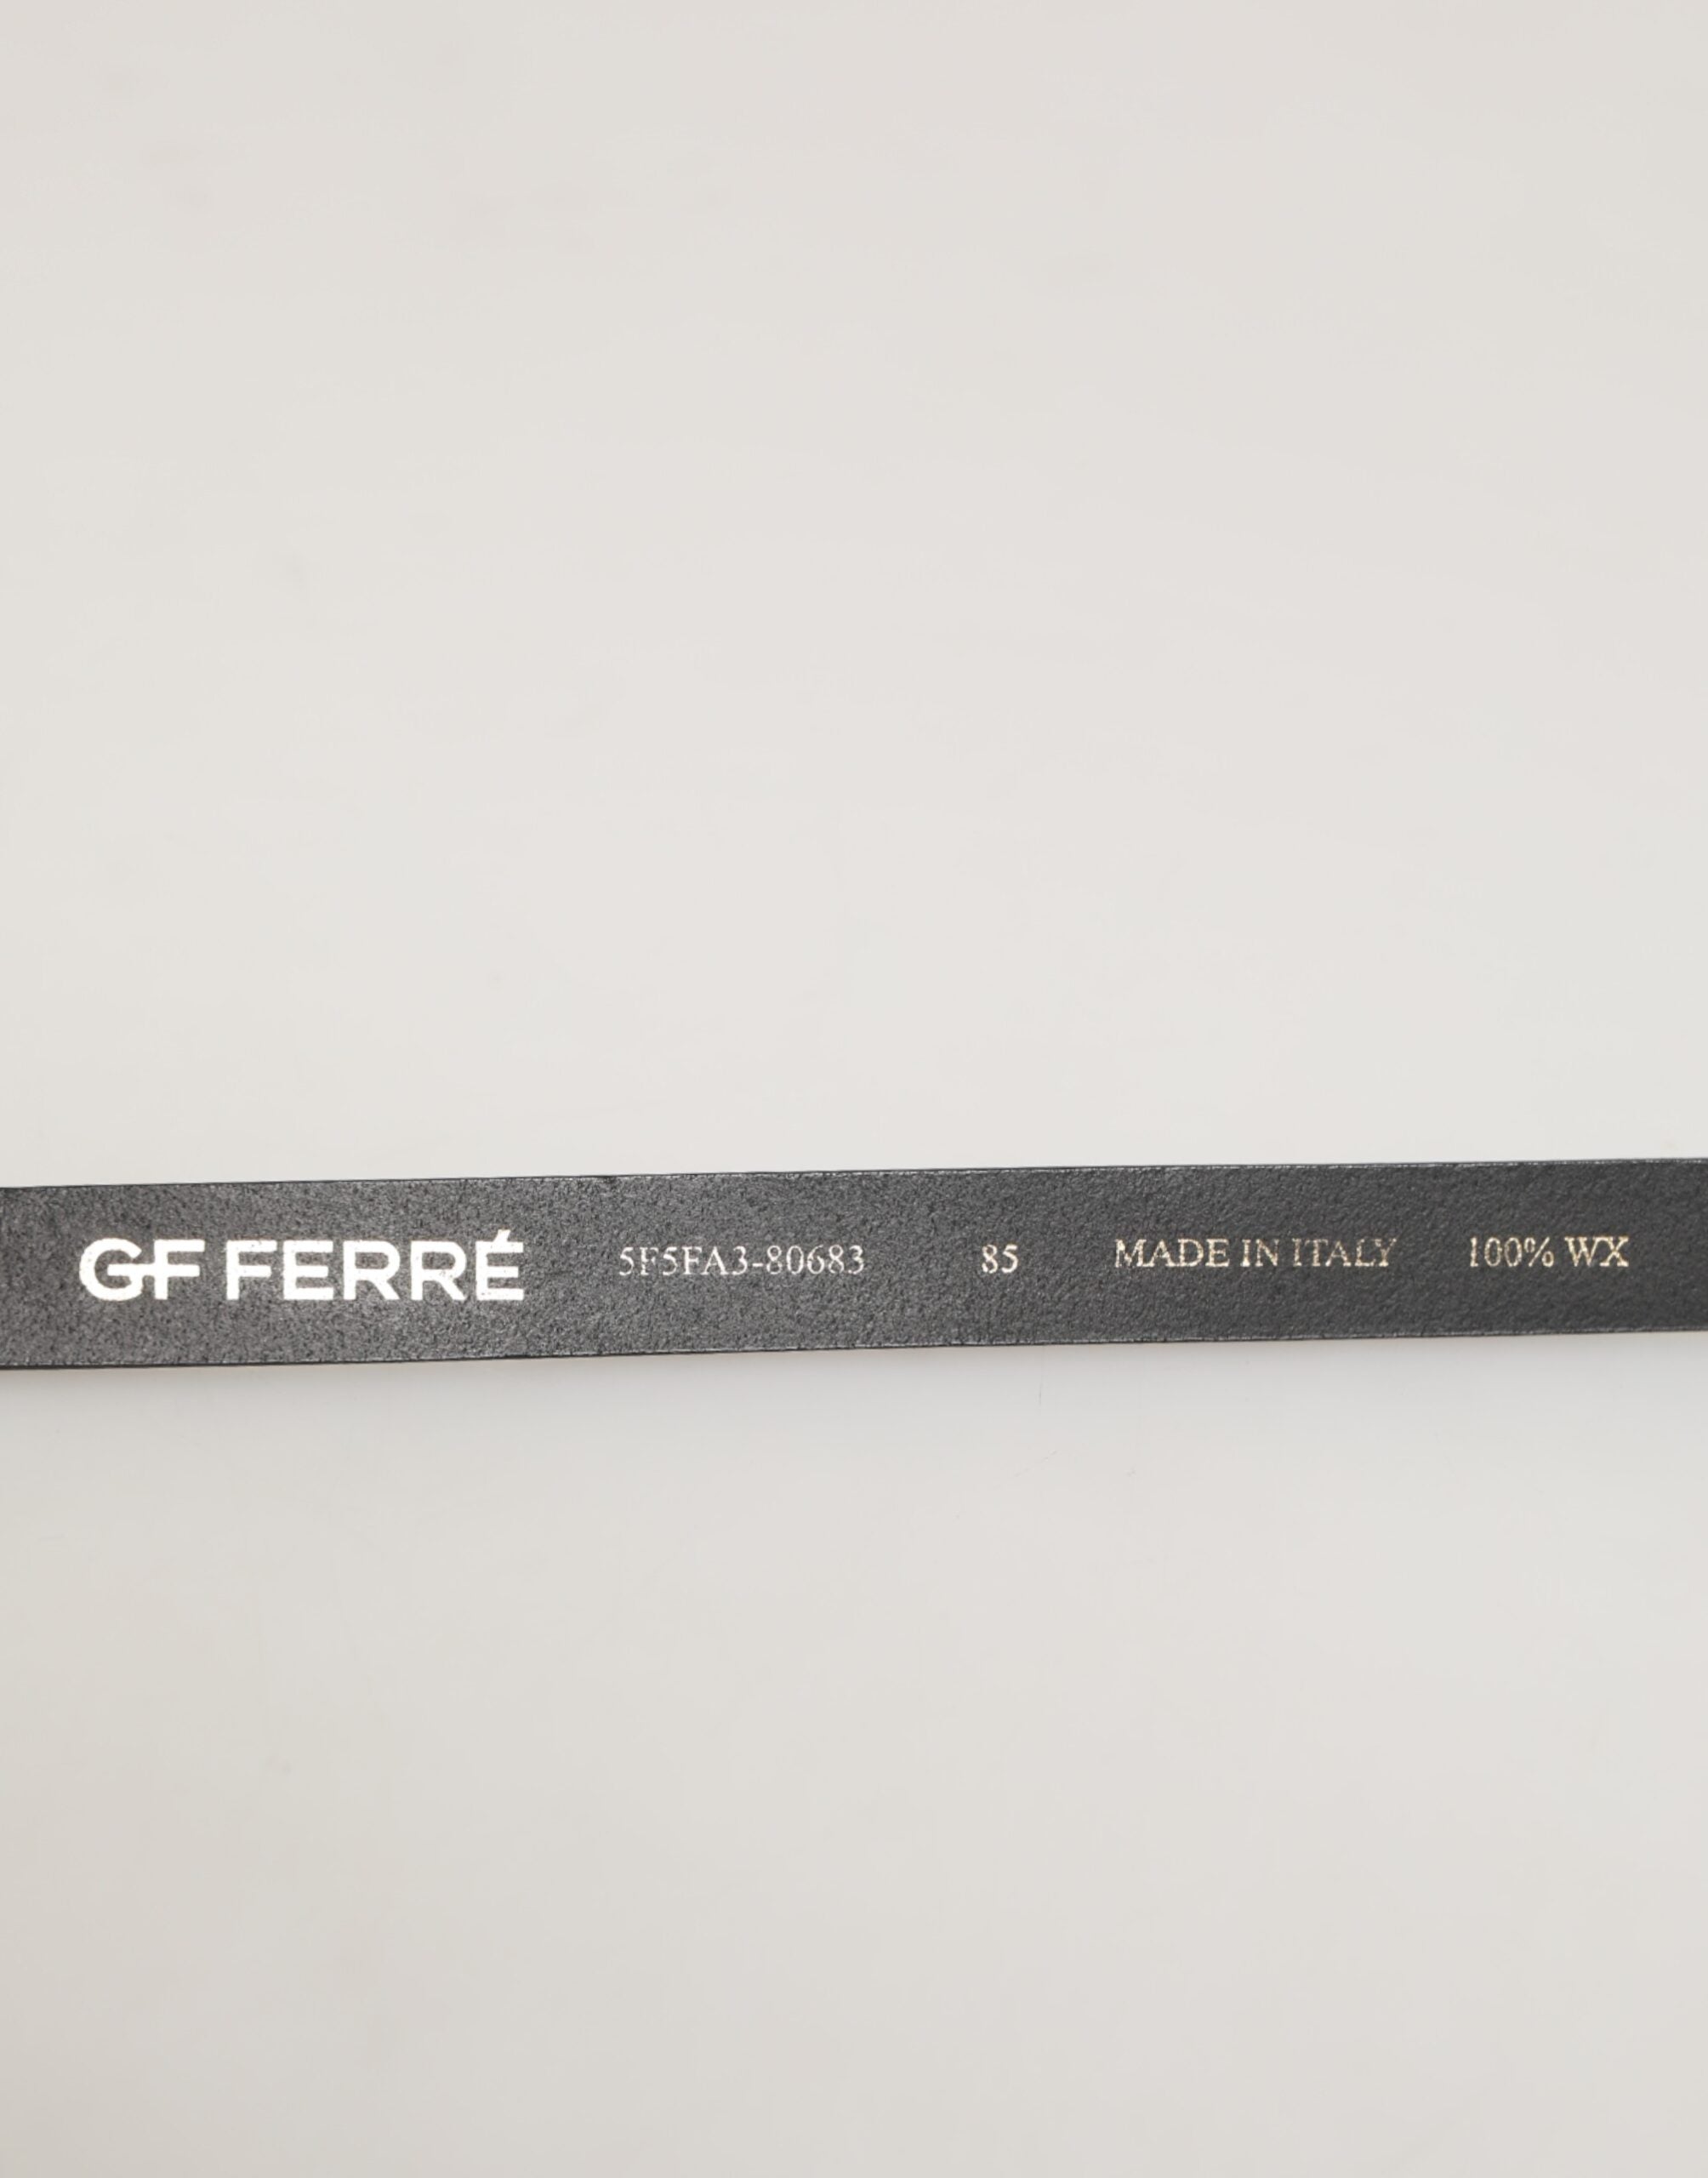 GF FERRÉ 5F5FA3-80683 85 MADE IN ITALY 100% WX